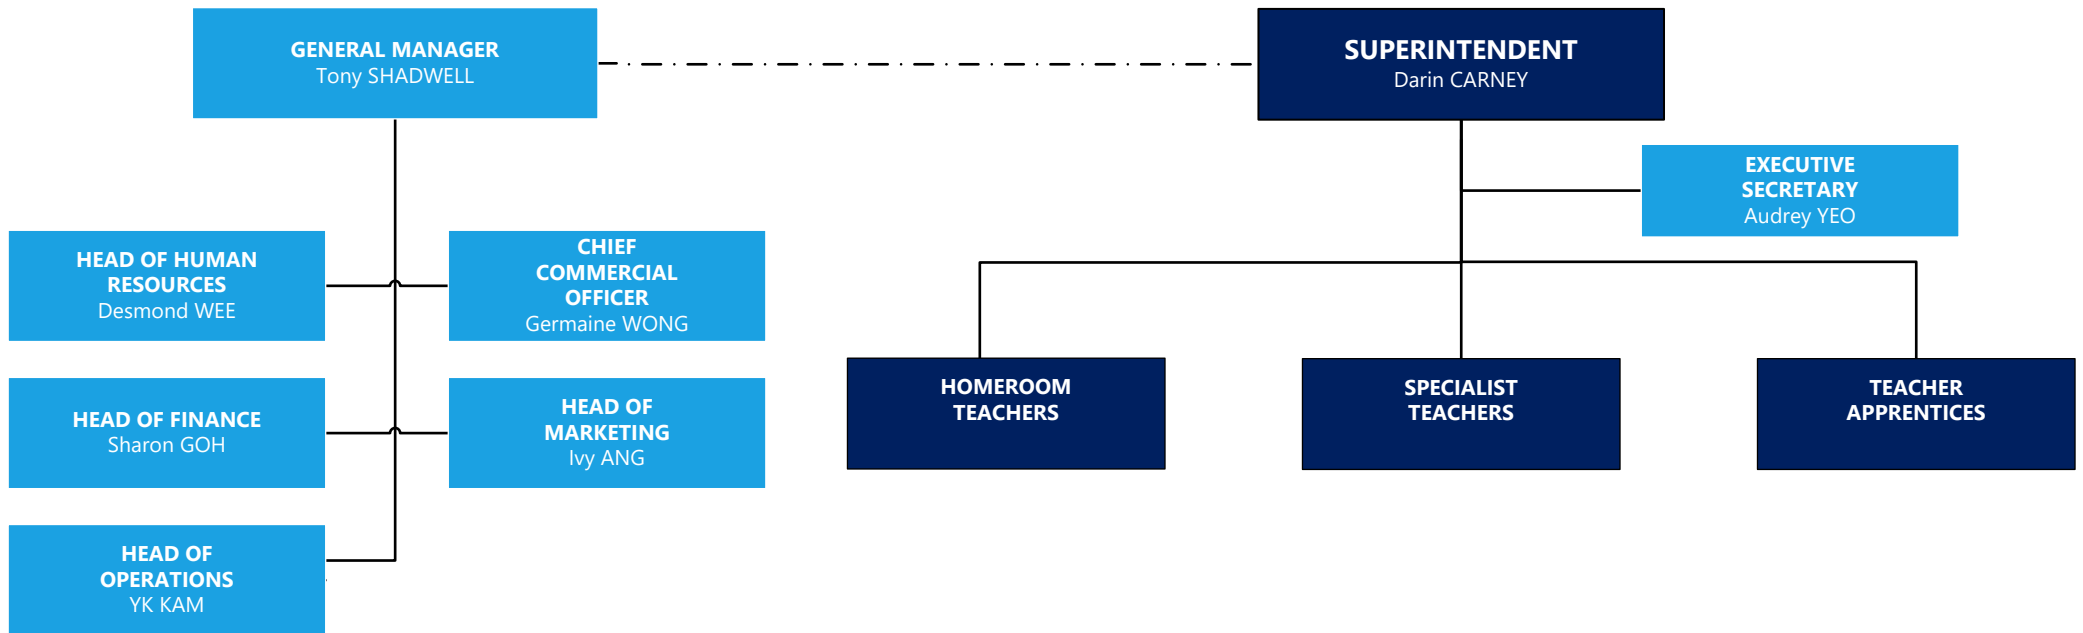 GENERAL MANAGER
Tony SHADWELL
SUPERINTENDENT
Darin CARNEY
EXECUTIVE
SECRETARY
Audrey YEO
HEAD OF HUMAN
RESOURCES
Desmond WEE
CHIEF
COMMERCIAL
OFFICER
Germaine WONG
HEAD OF FINANCE
Sharon GOH
HEAD OF
MARKETING
Ivy ANG
HEAD OF
OPERATIONS
YK KAM
HOMEROOM
TEACHERS
SPECIALIST
TEACHERS
TEACHER
APPRENTICES